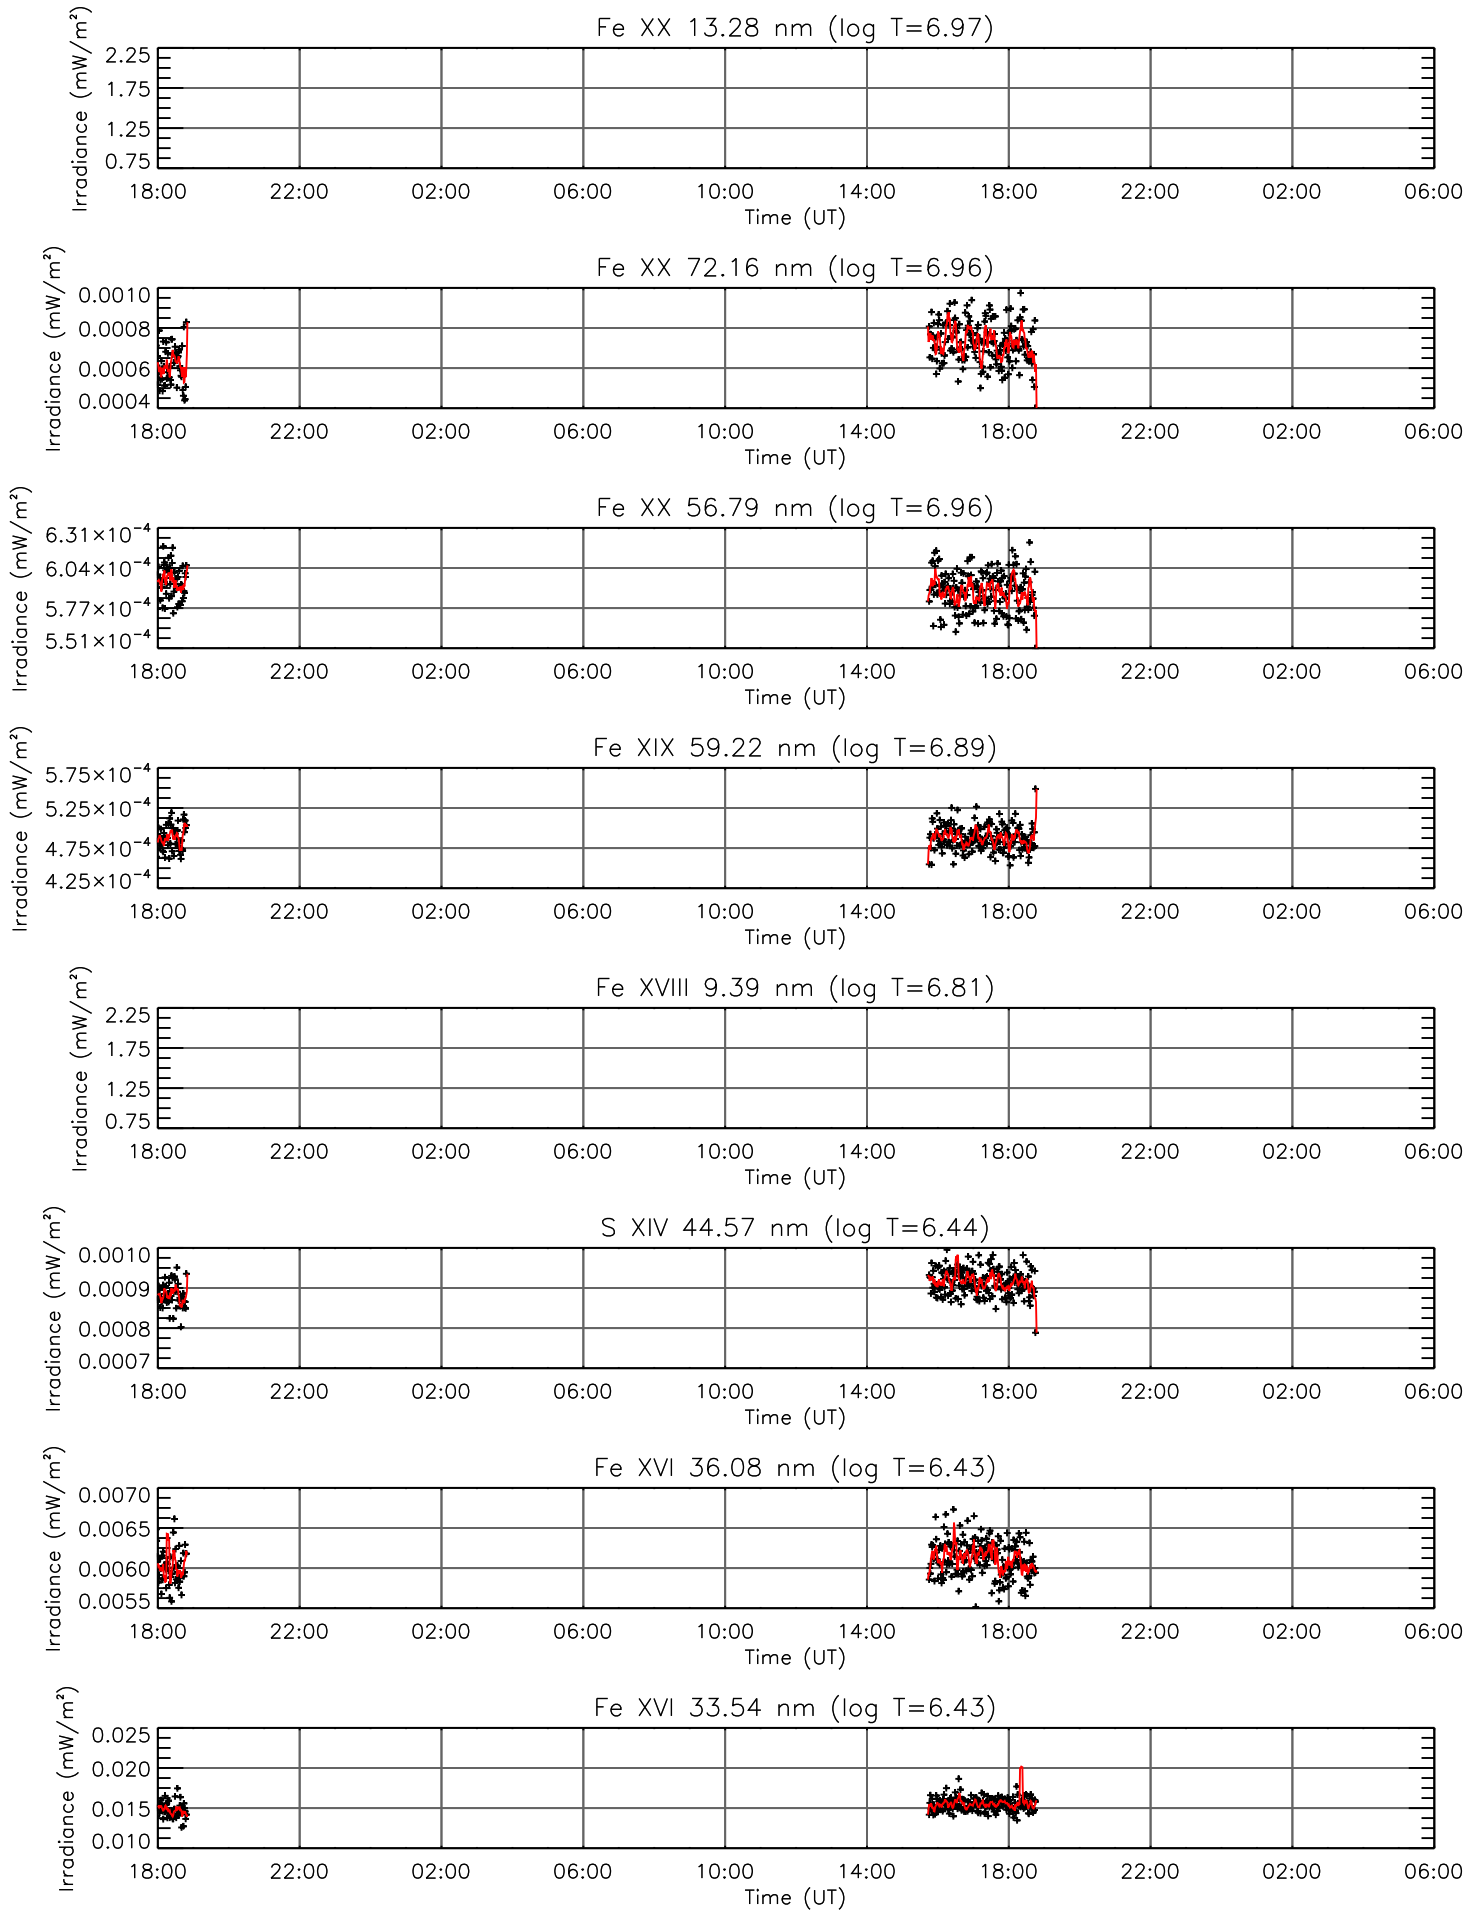 Fe XX 13.28 nm (log T=6.97)
Irradiance (mW/m²)
2.25
1.75
1.25
0.75
18:00 22:00 02:00 06:00 10:00 14:00 18:00 22:00 02:00 06:00
Time (UT)
Fe XX 72.16 nm (log T=6.96)
Irradiance (mW/m²)
0.0010
0.0008
0.0006
0.0004
18:00 22:00 02:00 06:00 10:00 14:00 18:00 22:00 02:00 06:00
Time (UT)
Fe XX 56.79 nm (log T=6.96)
Irradiance (mW/m²)
6.31×10⁻⁴
6.04×10⁻⁴
5.77×10⁻⁴
5.51×10⁻⁴
18:00 22:00 02:00 06:00 10:00 14:00 18:00 22:00 02:00 06:00
Time (UT)
Fe XIX 59.22 nm (log T=6.89)
Irradiance (mW/m²)
5.75×10⁻⁴
5.25×10⁻⁴
4.75×10⁻⁴
4.25×10⁻⁴
18:00 22:00 02:00 06:00 10:00 14:00 18:00 22:00 02:00 06:00
Time (UT)
Fe XVIII 9.39 nm (log T=6.81)
Irradiance (mW/m²)
2.25
1.75
1.25
0.75
18:00 22:00 02:00 06:00 10:00 14:00 18:00 22:00 02:00 06:00
Time (UT)
S XIV 44.57 nm (log T=6.44)
Irradiance (mW/m²)
0.0010
0.0009
0.0008
0.0007
18:00 22:00 02:00 06:00 10:00 14:00 18:00 22:00 02:00 06:00
Time (UT)
Fe XVI 36.08 nm (log T=6.43)
Irradiance (mW/m²)
0.0070
0.0065
0.0060
0.0055
18:00 22:00 02:00 06:00 10:00 14:00 18:00 22:00 02:00 06:00
Time (UT)
Fe XVI 33.54 nm (log T=6.43)
Irradiance (mW/m²)
0.025
0.020
0.015
0.010
18:00 22:00 02:00 06:00 10:00 14:00 18:00 22:00 02:00 06:00
Time (UT)